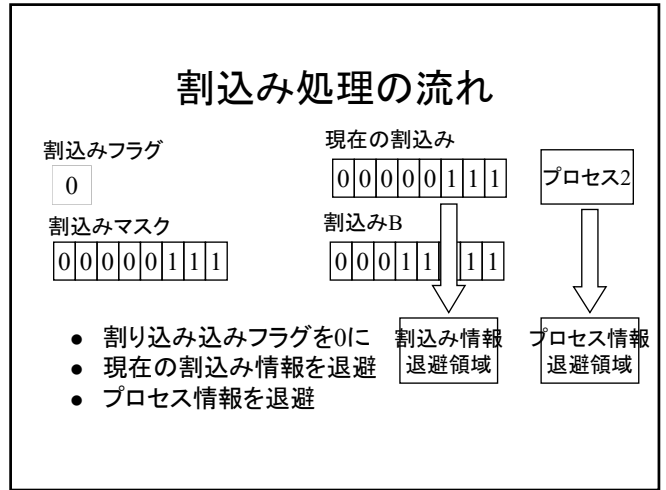 割込み処理の流れ
割込みフラグ
0
割込みマスク
0 0 0 0 0 1 1 1
現在の割込み
0 0 0 0 0 1 1 1
プロセス2
割込みB
0 0 0 1 1 1 1
● 割り込み込みフラグを0に
● 現在の割込み情報を退避
● プロセス情報を退避
割込み情報
退避領域
プロセス情報
退避領域